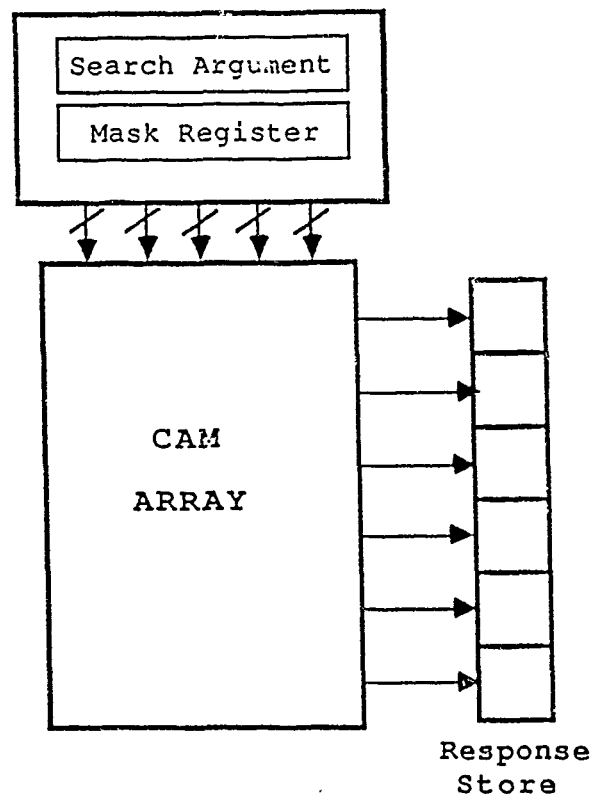 Search Argument
Mask Register
CAM
ARRAY
Response
Store